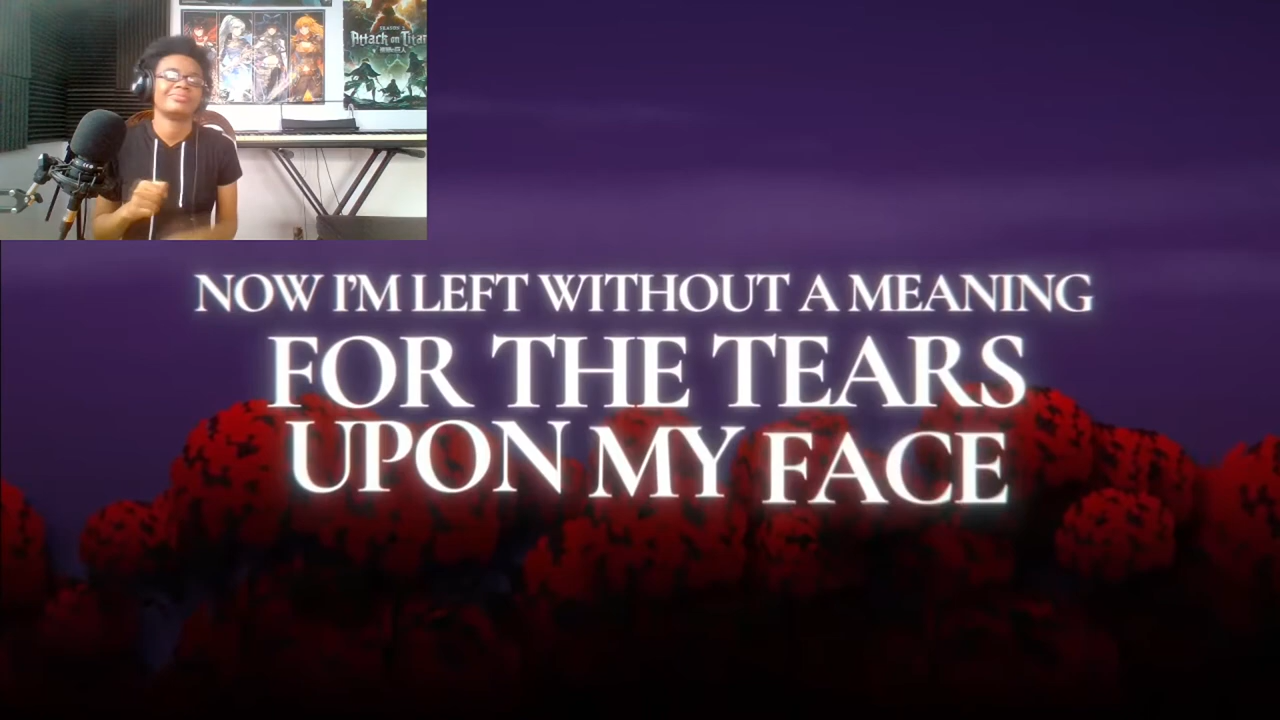 Attack on Titan
NOW I'M LEFT WITHOUT A MEANING
FOR THE TEARS
UPON MY FACE